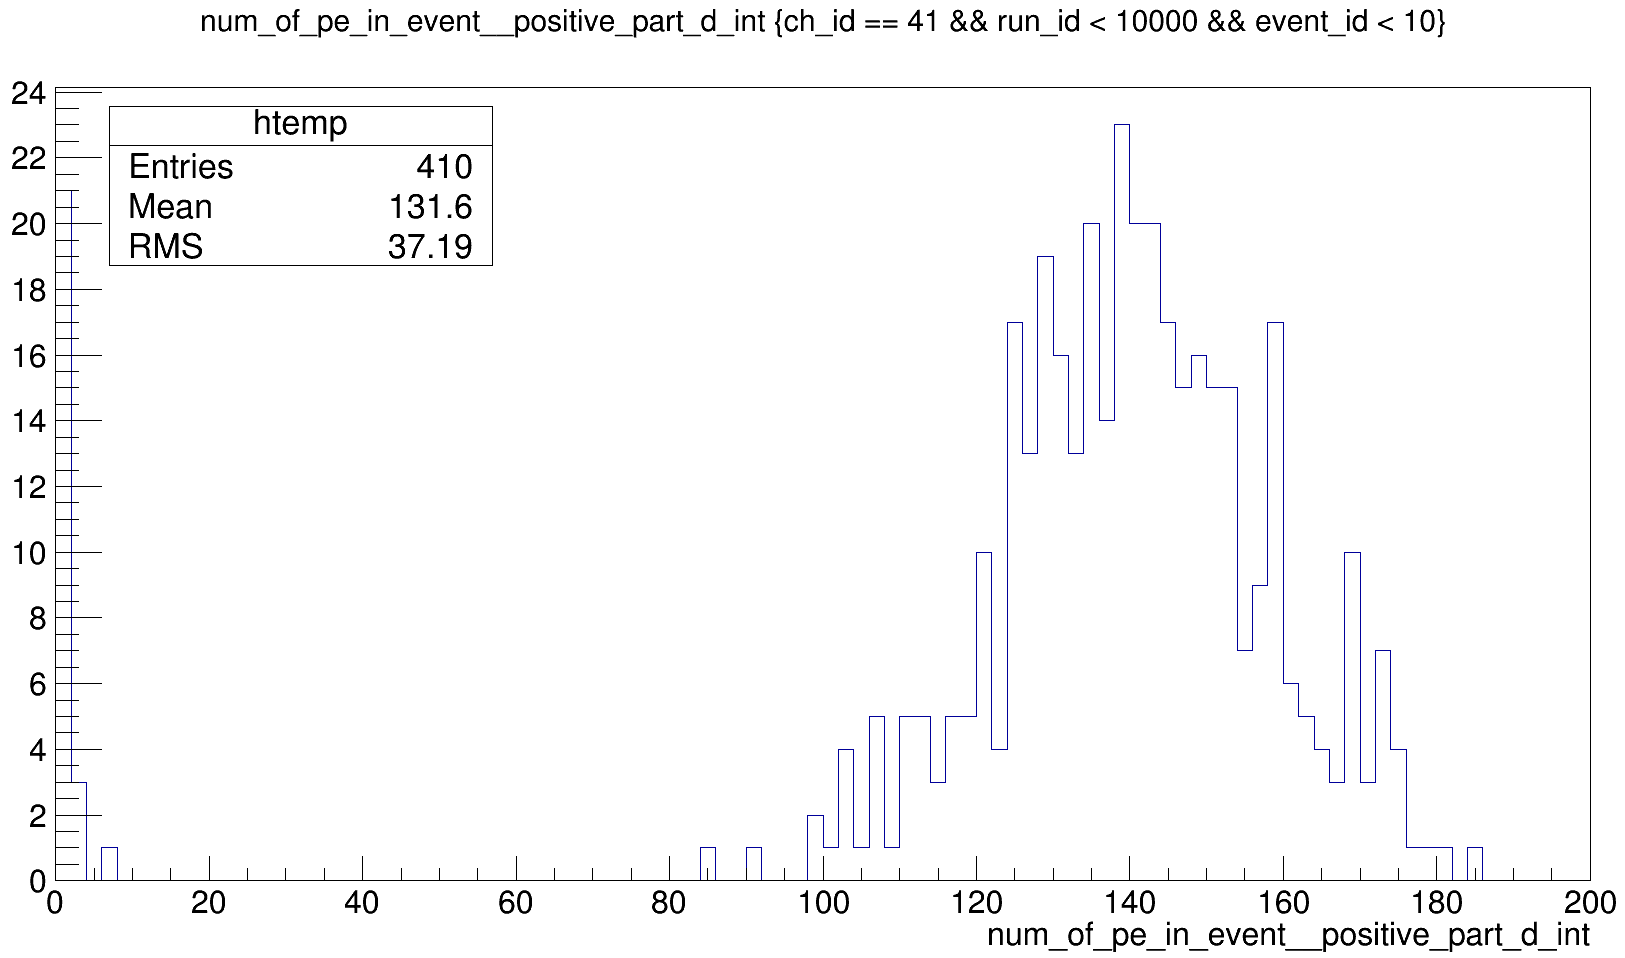 num_of_pe_in_event__positive_part_d_int {ch_id == 41 && run_id < 10000 && event_id < 10}
htemp
Entries 410
Mean 131.6
RMS 37.19
24
22
20
18
16
14
12
10
8
6
4
2
0
0 20 40 60 80 100 120 140 160 180 200
num_of_pe_in_event__positive_part_d_int